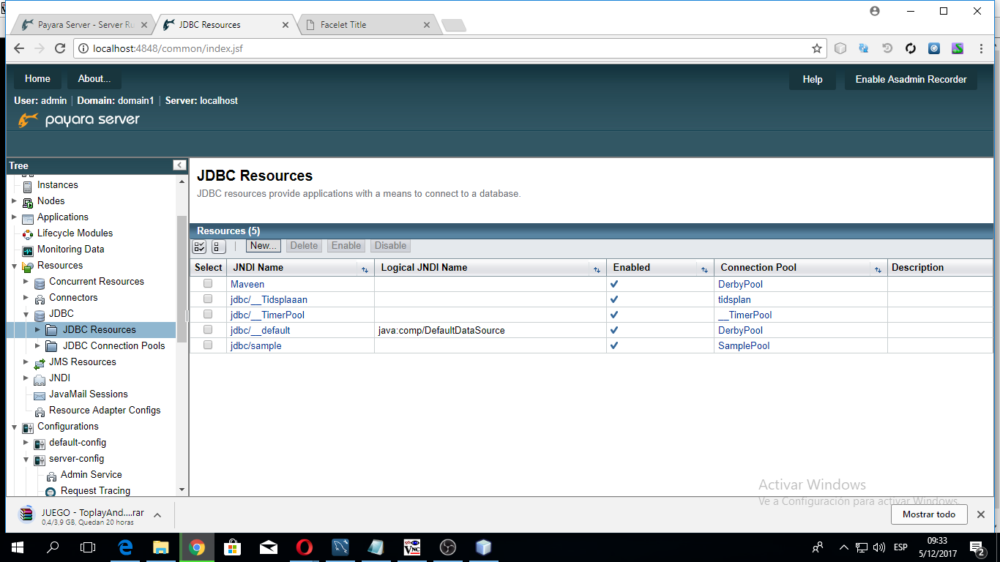 Payara Server - Server Ru
JDBC Resources
Facelet Title
localhost:4848/common/index.jsf
Home
About...
Help
Enable Asadmin Recorder
User: admin | Domain: domain1 | Server: localhost
payara server
Tree
Instances
Nodes
Applications
Lifecycle Modules
Monitoring Data
Resources
Concurrent Resources
Connectors
JDBC
JDBC Resources
JDBC Connection Pools
JMS Resources
JNDI
JavaMail Sessions
Resource Adapter Configs
Configurations
default-config
server-config
Admin Service
Request Tracing
JDBC Resources
JDBC resources provide applications with a means to connect to a database.
Resources (5)
New... Delete Enable Disable
Select JNDI Name Logical JNDI Name Enabled Connection Pool Description
Maveen DerbyPool
jdbc/__Tidsplaaan tidsplan
jdbc/__TimerPool __TimerPool
jdbc/__default java:comp/DefaultDataSource DerbyPool
jdbc/sample SamplePool
Activar Windows
Ve a Configuración para activar Windows.
JUEGO - ToplayAnd....rar
0,4/3,9 GB, Quedan 20 horas
Mostrar todo
VNC
ESP
09:33
5/12/2017
2